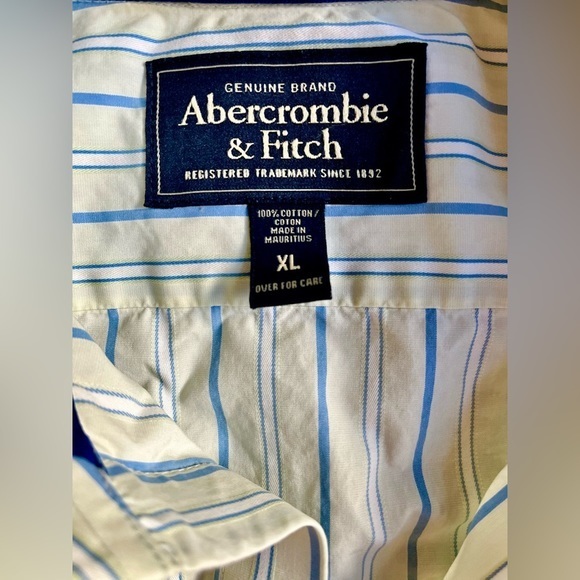 GENUINE BRAND
Abercrombie
& Fitch
REGISTERED TRADEMARK SINCE 1892
100% COTTON/
COTON
MADE IN
MAURITIUS
XL
OVER FOR CARE